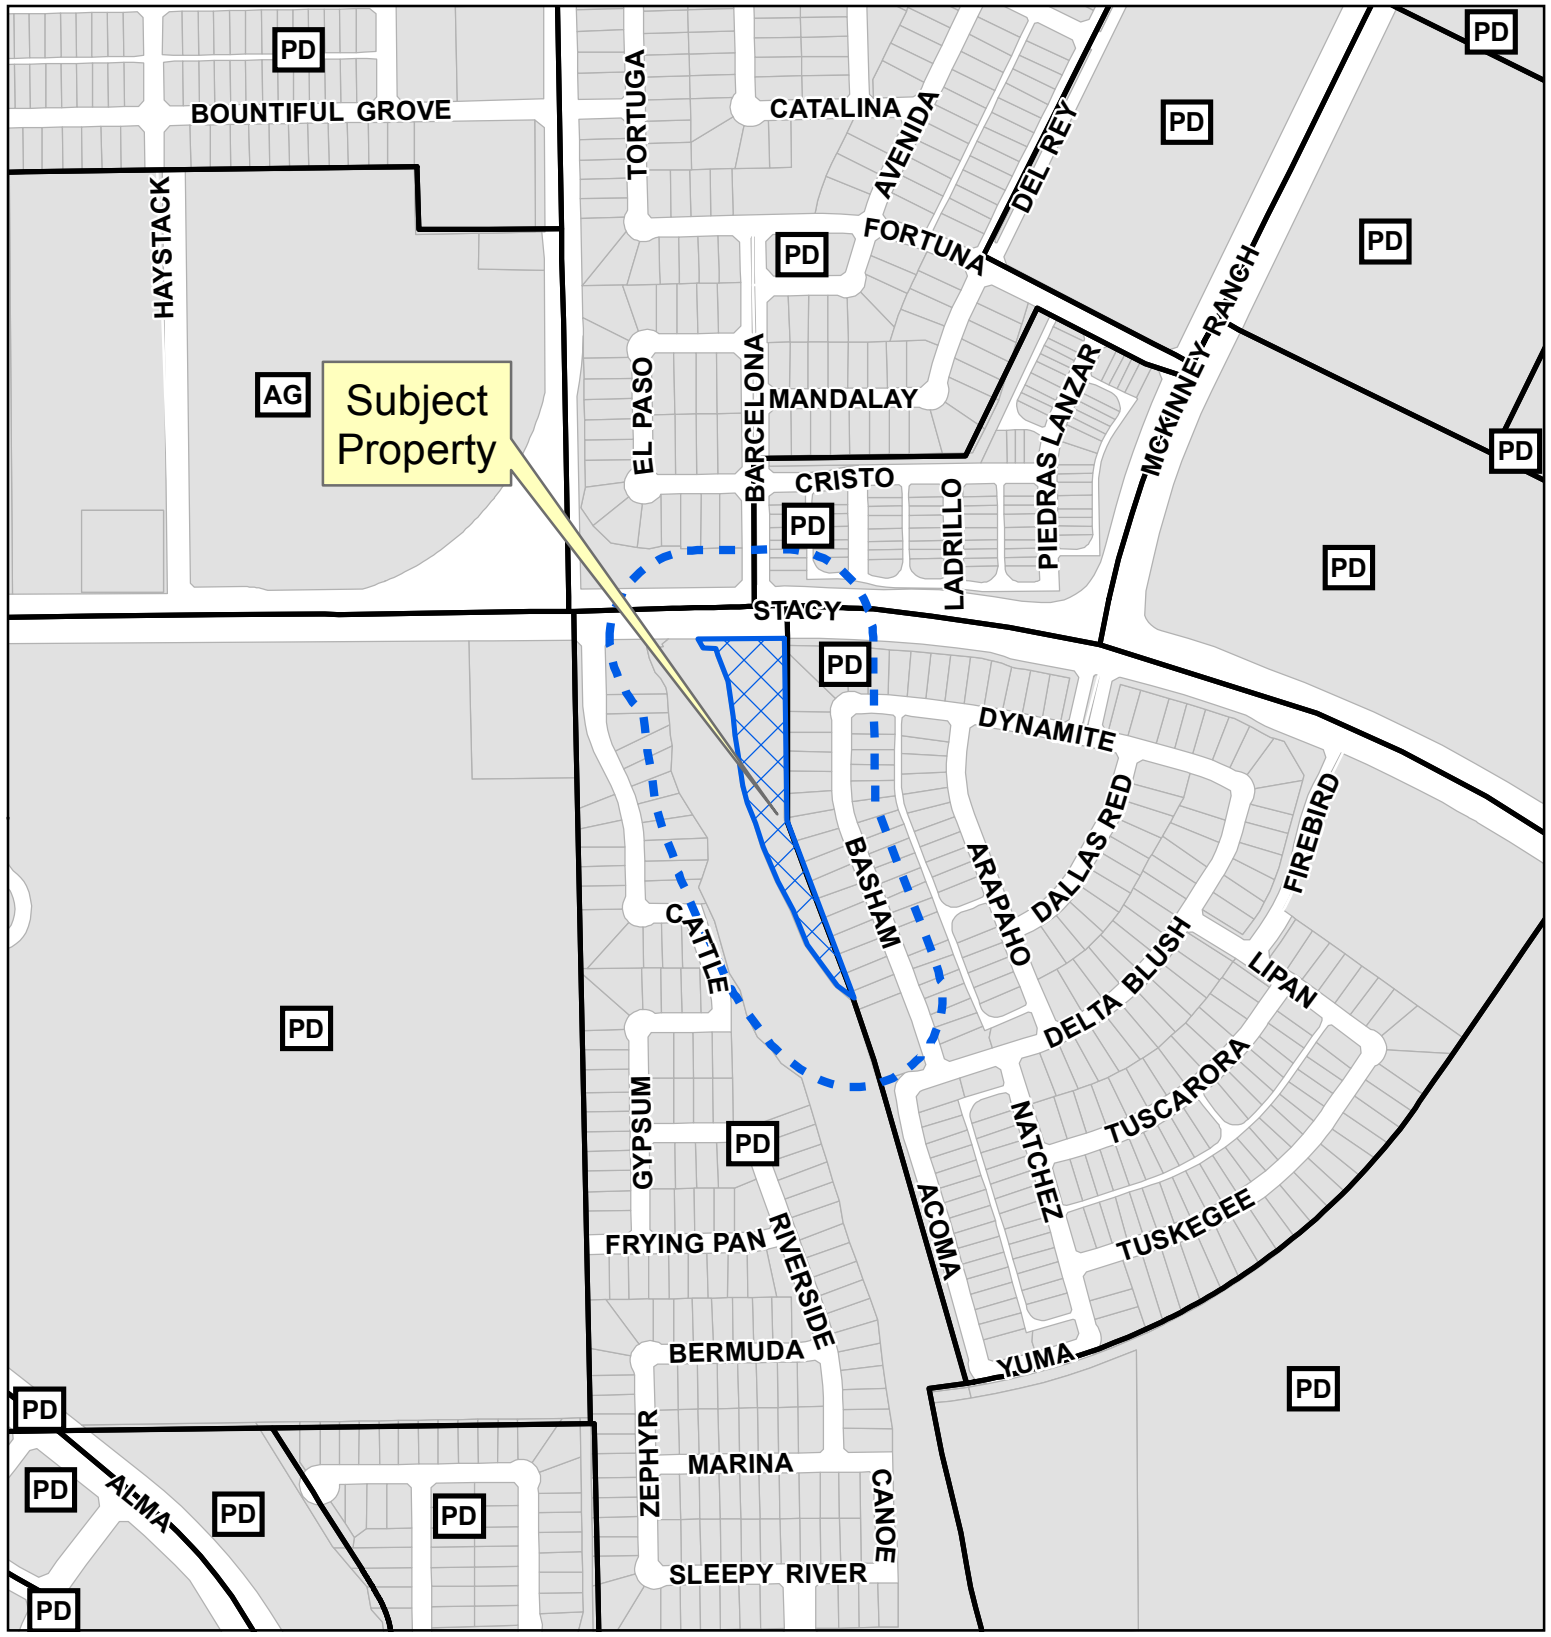 PD
PD
BOUNTIFUL GROVE
TORTUGA
CATALINA
AVENIDA
DEL REY
PD
HAYSTACK
FORTUNA
PD
PD
MCKINNEY RANCH
AG
Subject
Property
EL PASO
BARCELONA
MANDALAY
PIEDRAS LANZAR
PD
CRISTO
LADRILLO
PD
PD
STACY
PD
DYNAMITE
FIREBIRD
DALLAS RED
ARAPAHO
BASHAM
CATTLE
DELTA BLUSH
LIPAN
PD
TUSCARORA
GYPSUM
PD
NATCHEZ
ACOMA
TUSKEGEE
FRYING PAN
RIVERSIDE
BERMUDA
YUMA
PD
PD
ZEPHYR
MARINA
CANOE
PD
ALMA
PD
PD
SLEEPY RIVER
PD